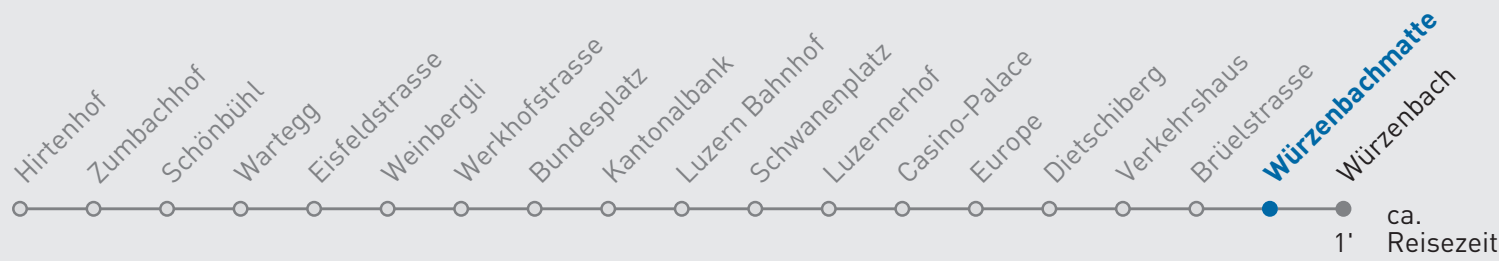 Hirtenhof
Zumbachhof
Schönbühl
Wartegg
Eisfeldstrasse
Weinbergli
Werkhofstrasse
Bundesplatz
Kantonalbank
Luzern Bahnhof
Schwanenplatz
Luzernerhof
Casino-Palace
Europe
Dietschiberg
Verkehrshaus
Brüelstrasse
Würzenbachmatte
Würzenbach
ca.
1' Reisezeit